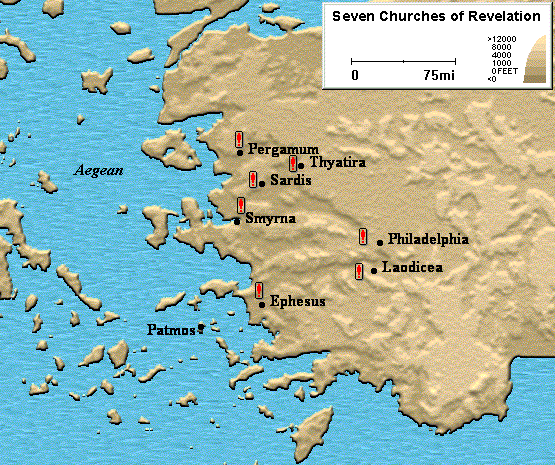 Seven Churches of Revelation
>12000
8000
4000
1000
0 FEET
<0
0 75mi
Pergamum
Thyatira
Aegean
Sardis
Smyrna
Philadelphia
Laodicea
Ephesus
Patmos